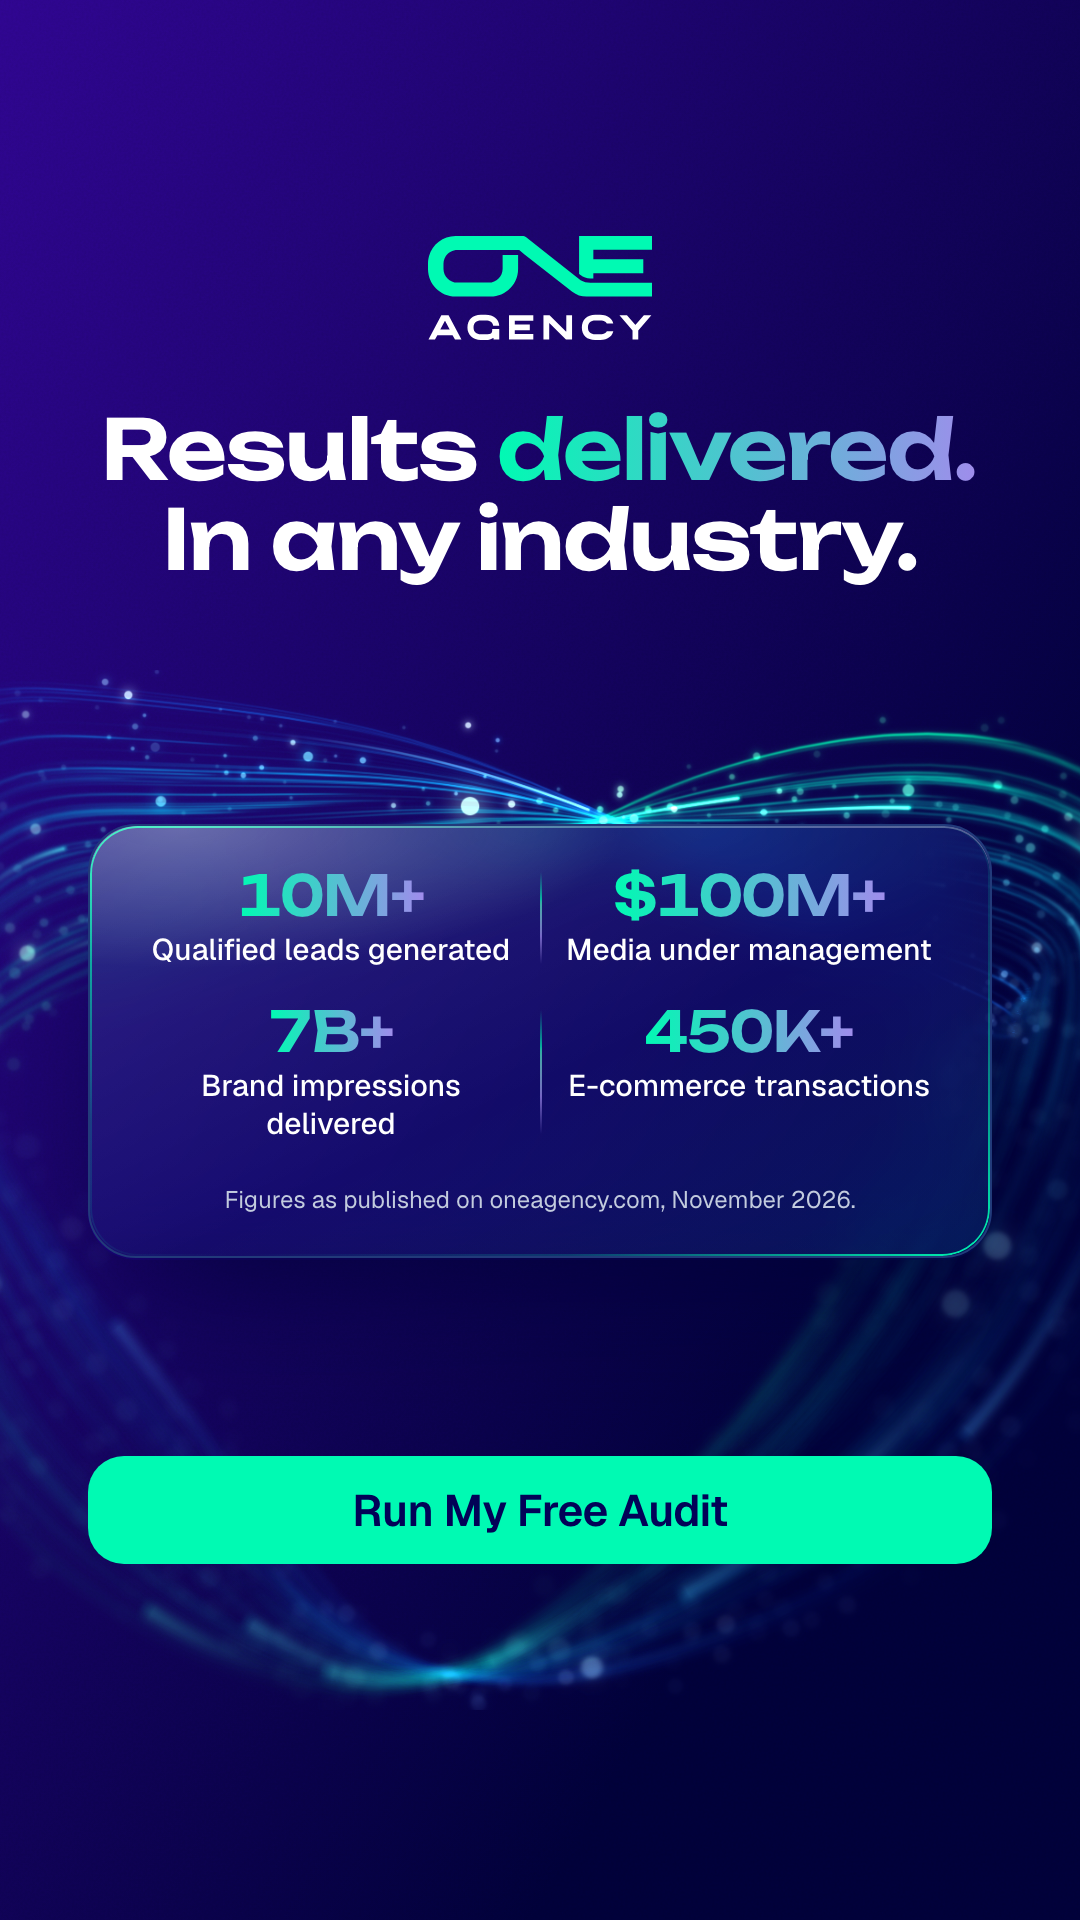 ONE
AGENCY
Results delivered.
In any industry.
10M+
Qualified leads generated
$100M+
Media under management
7B+
Brand impressions
delivered
450K+
E-commerce transactions
Figures as published on oneagency.com, November 2026.
Run My Free Audit